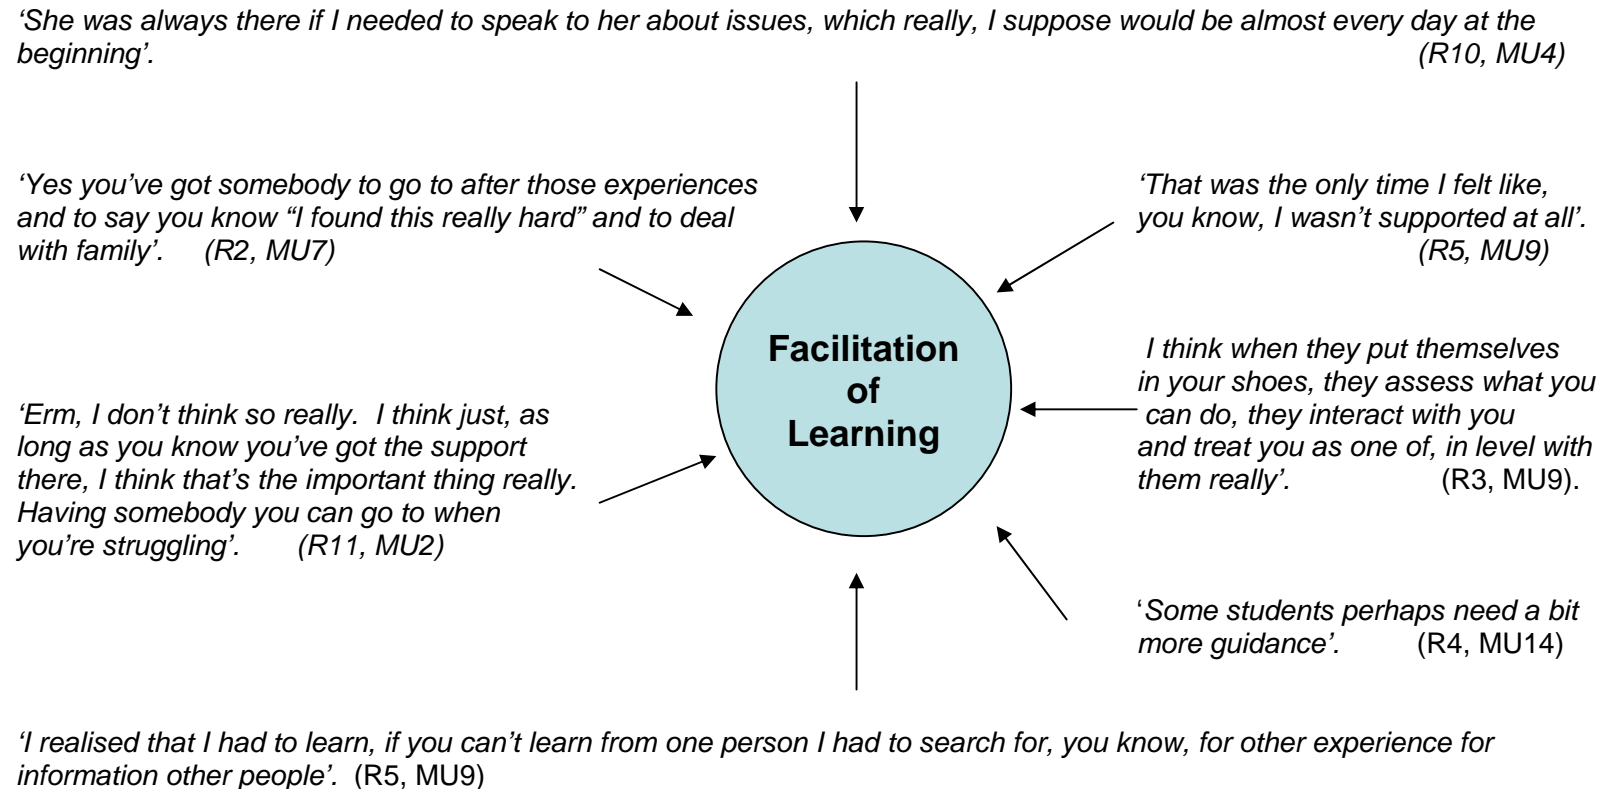 ‘She was always there if I needed to speak to her about issues, which really, I suppose would be almost every day at the
beginning’. (R10, MU4)
‘Yes you’ve got somebody to go to after those experiences
and to say you know “I found this really hard” and to deal
with family’. (R2, MU7)
‘That was the only time I felt like,
you know, I wasn’t supported at all’.
(R5, MU9)
Facilitation
of
Learning
I think when they put themselves
in your shoes, they assess what you
can do, they interact with you
and treat you as one of, in level with
them really’. (R3, MU9).
‘Erm, I don’t think so really. I think just, as
long as you know you’ve got the support
there, I think that’s the important thing really.
Having somebody you can go to when
you’re struggling’. (R11, MU2)
‘Some students perhaps need a bit
more guidance’. (R4, MU14)
‘I realised that I had to learn, if you can’t learn from one person I had to search for, you know, for other experience for
information other people’. (R5, MU9)